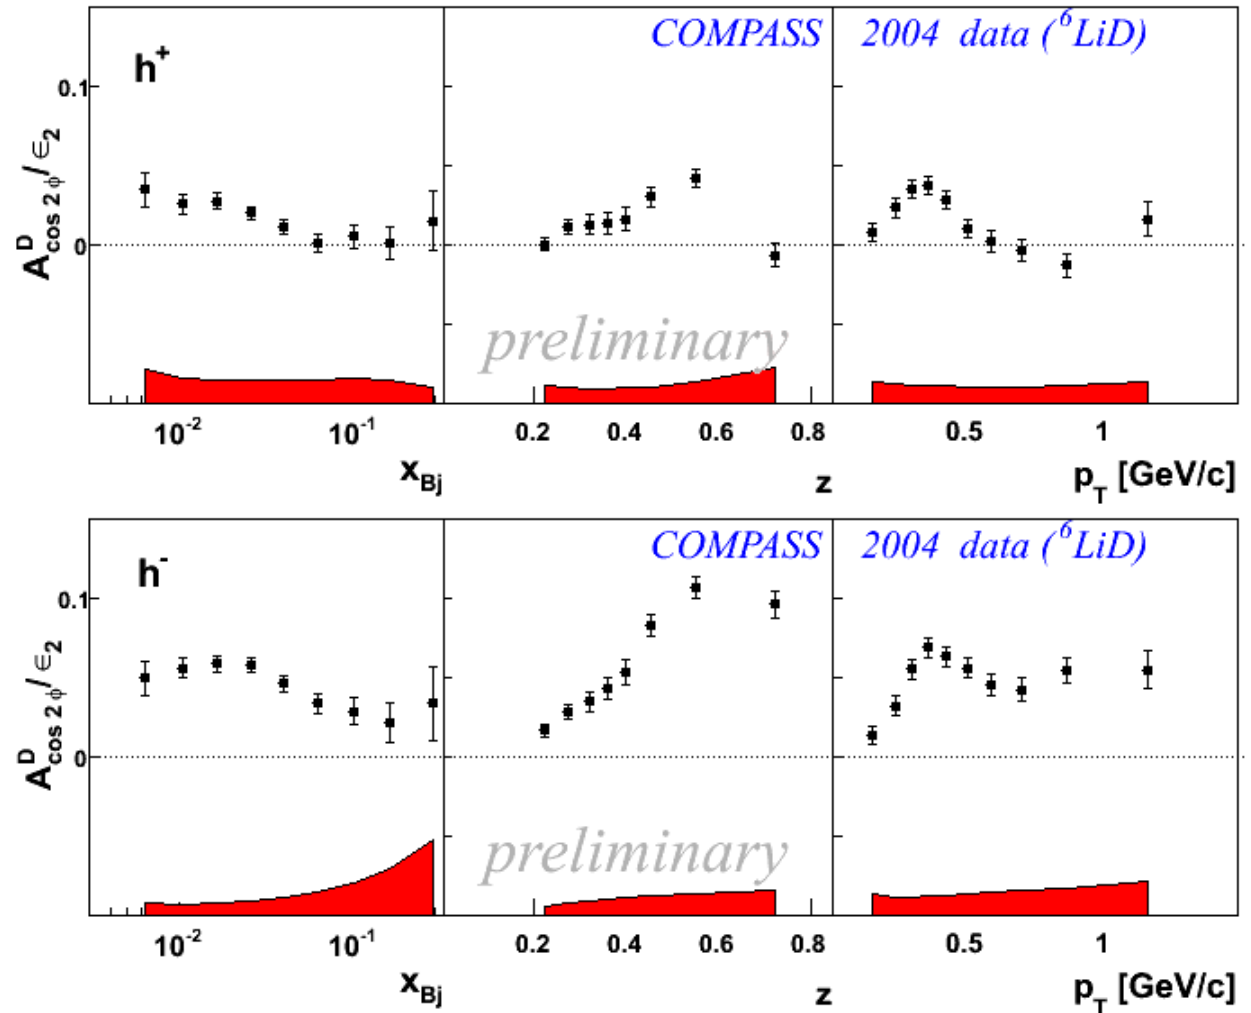 COMPASS 2004 data (⁶LiD)
h⁺
0.1
0
A^D_cos 2ϕ/ϵ₂
preliminary
10⁻² 10⁻¹ 0.2 0.4 0.6 0.8 0.5 1
x_Bj z p_T [GeV/c]
COMPASS 2004 data (⁶LiD)
h⁻
0.1
0
A^D_cos 2ϕ/ϵ₂
preliminary
10⁻² 10⁻¹ 0.2 0.4 0.6 0.8 0.5 1
x_Bj z p_T [GeV/c]